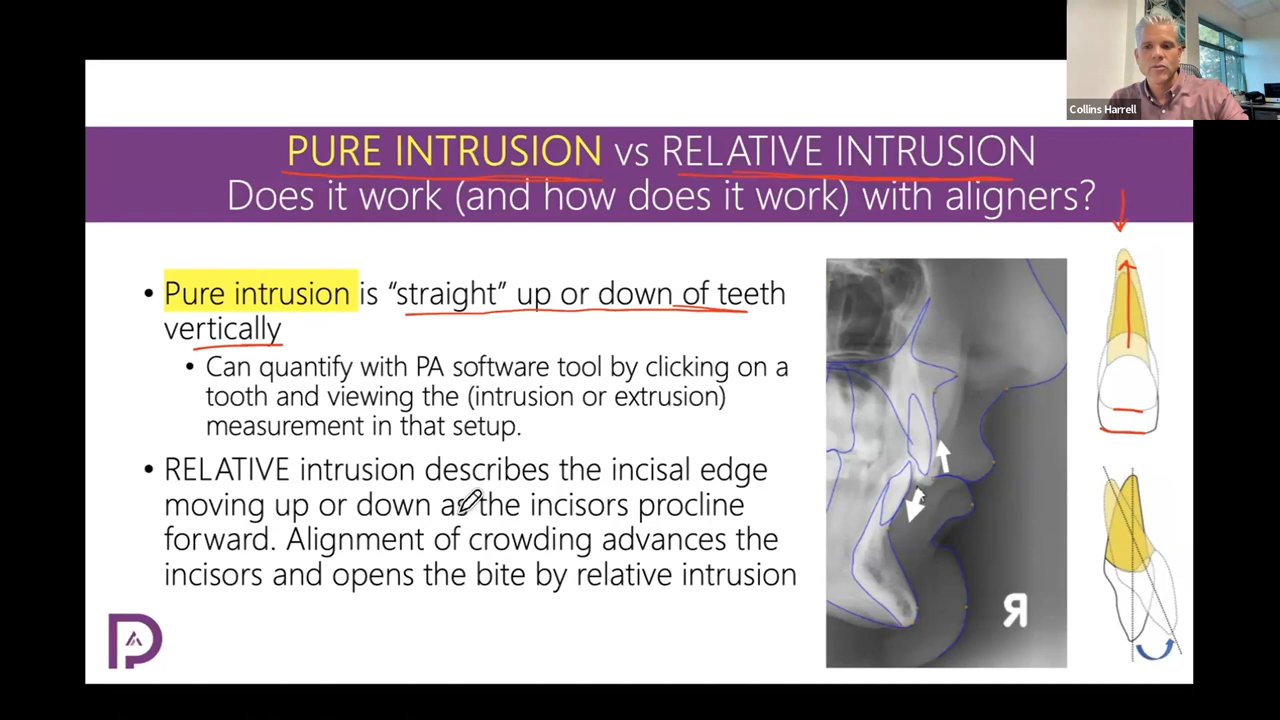 Collins Harrell
PURE INTRUSION vs RELATIVE INTRUSION
Does it work (and how does it work) with aligners?
• Pure intrusion is “straight” up or down of teeth
vertically
• Can quantify with PA software tool by clicking on a
tooth and viewing the (intrusion or extrusion)
measurement in that setup.
• RELATIVE intrusion describes the incisal edge
moving up or down as the incisors procline
forward. Alignment of crowding advances the
incisors and opens the bite by relative intrusion
R